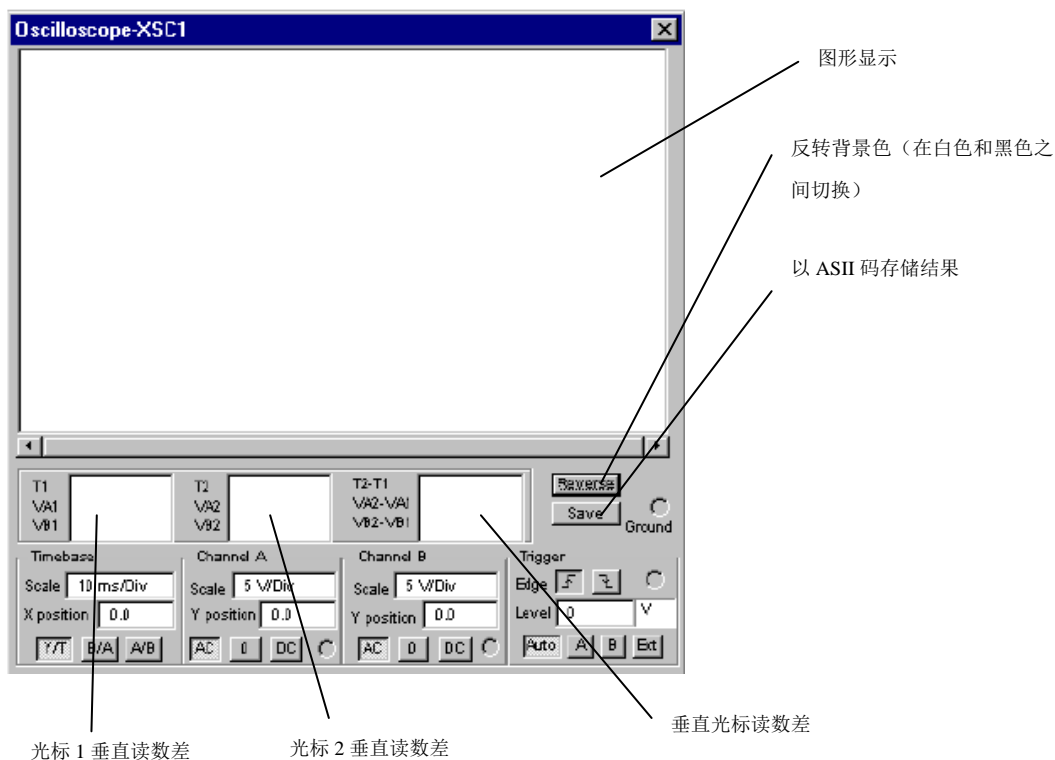 Oscilloscope-XSC1
图形显示
反转背景色（在白色和黑色之
间切换）
以 ASII 码存储结果
T1
VA1
VB1
T2
VA2
VB2
T2-T1
VA2-VA1
VB2-VB1
Reverse
Save
Ground
Timebase
Scale 10 ms/Div
X position 0.0
Y/T B/A A/B
Channel A
Scale 5 V/Div
Y position 0.0
AC 0 DC
Channel B
Scale 5 V/Div
Y position 0.0
AC 0 DC
Trigger
Edge
Level 0 V
Auto A B Ext
光标 1 垂直读数差
光标 2 垂直读数差
垂直光标读数差